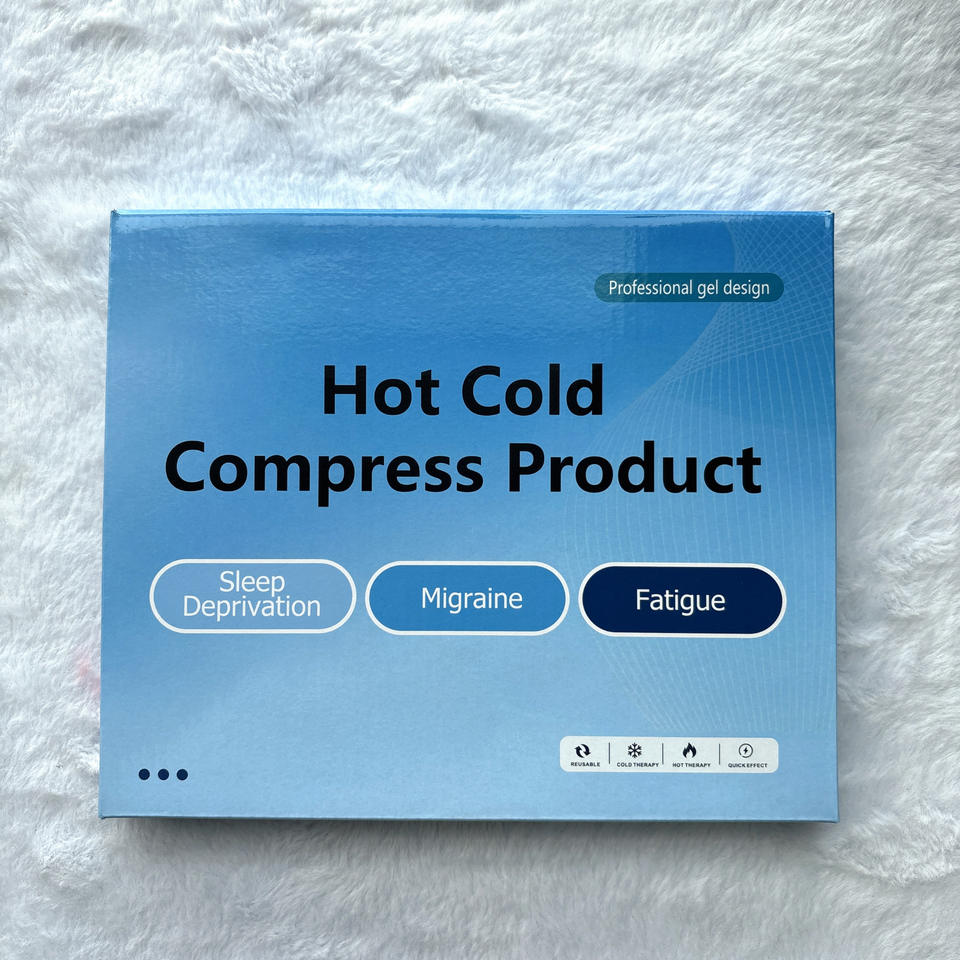 Professional gel design
Hot Cold
Compress Product
Sleep
Deprivation
Migraine
Fatigue
REUSABLE
COLD THERAPY
HOT THERAPY
QUICK EFFECT